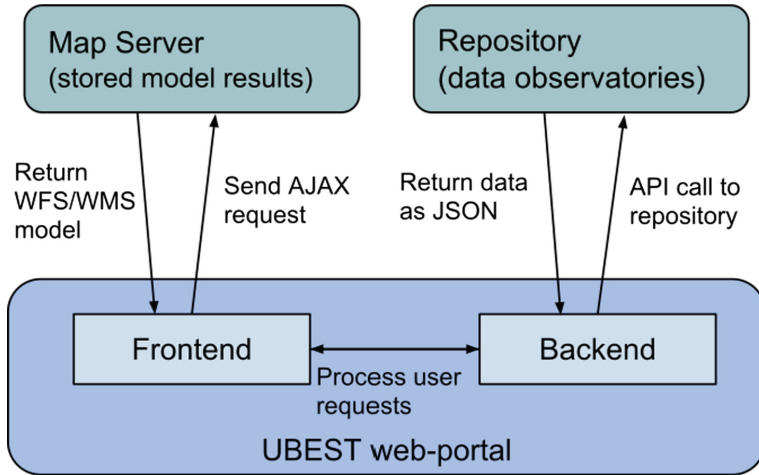 Map Server
(stored model results)
Repository
(data observatories)
Return
WFS/WMS
model
Send AJAX
request
Return data
as JSON
API call to
repository
Frontend
Backend
Process user
requests
UBEST web-portal